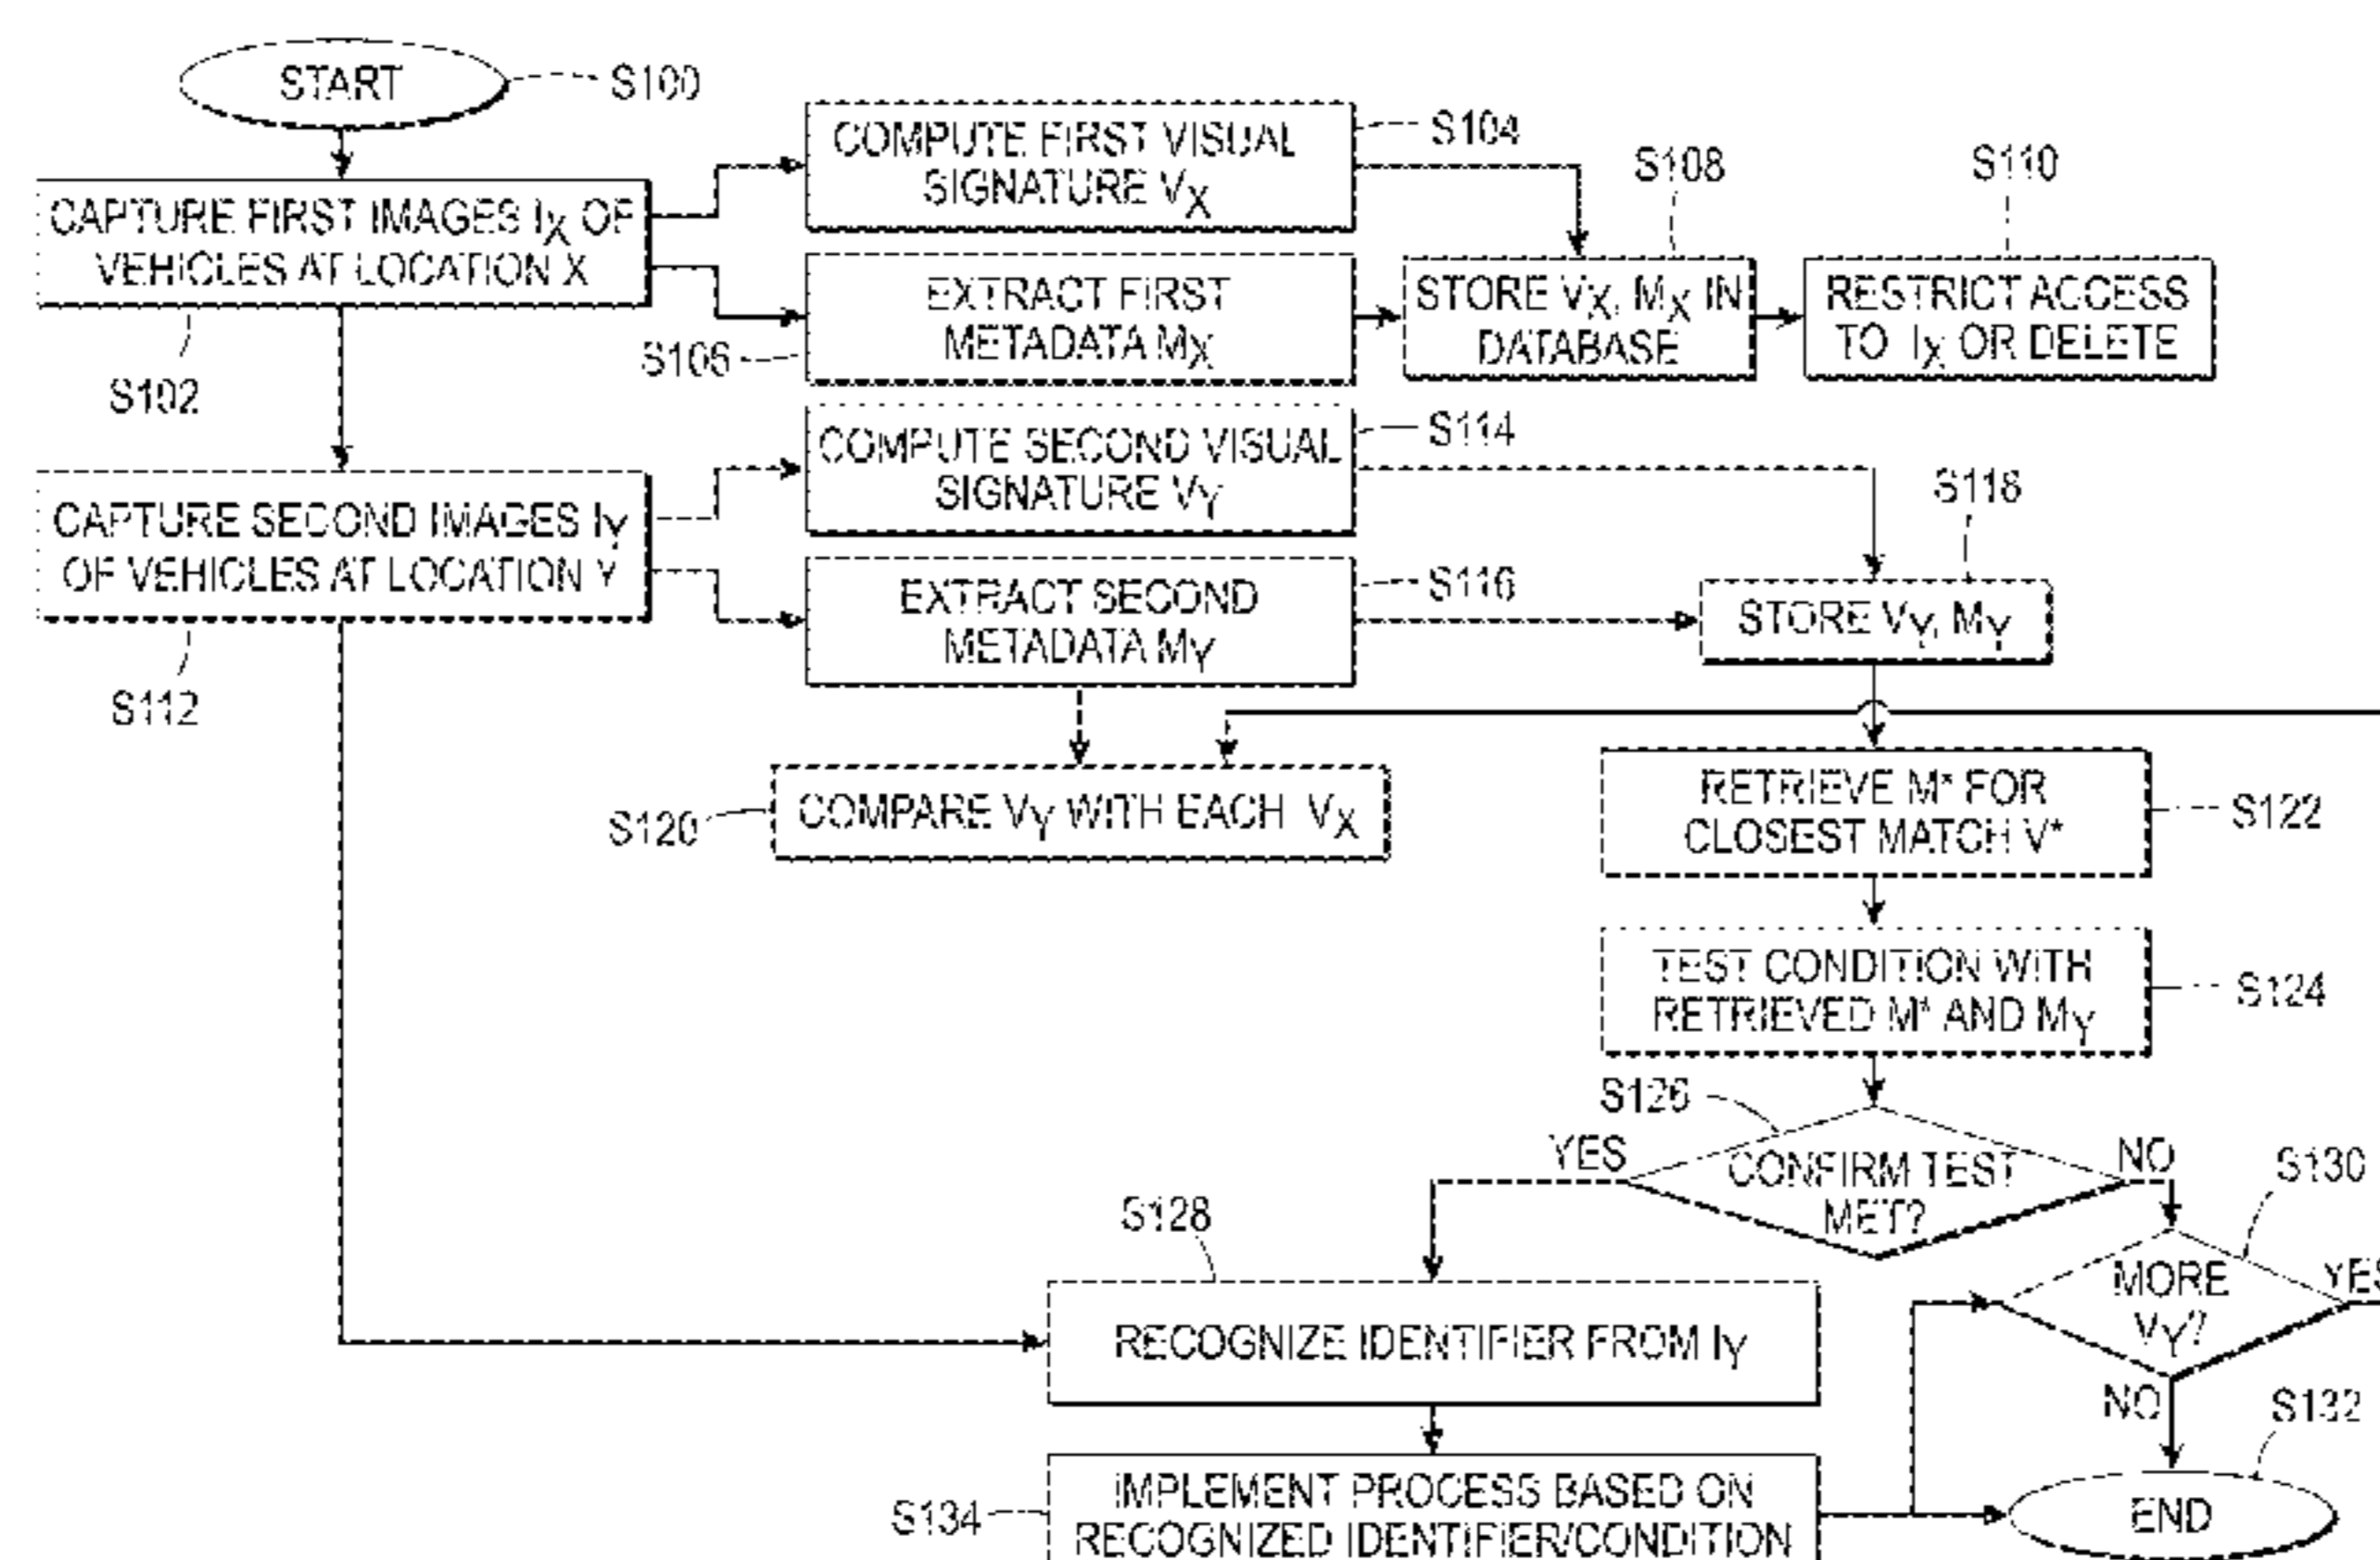 START
S100
CAPTURE FIRST IMAGES IX OF
VEHICLES AT LOCATION X
S102
COMPUTE FIRST VISUAL
SIGNATURE VX
S104
EXTRACT FIRST
METADATA MX
S106
STORE VX, MX IN
DATABASE
S108
RESTRICT ACCESS
TO IX OR DELETE
S110
CAPTURE SECOND IMAGES IY
OF VEHICLES AT LOCATION Y
S112
COMPUTE SECOND VISUAL
SIGNATURE VY
S114
EXTRACT SECOND
METADATA MY
S116
STORE VY, MY
S118
COMPARE VY WITH EACH VX
S120
RETRIEVE M* FOR
CLOSEST MATCH V*
S122
TEST CONDITION WITH
RETRIEVED M* AND MY
S124
S126
YES
CONFIRM TEST
MET?
NO
S128
RECOGNIZE IDENTIFIER FROM IY
S130
MORE
VY?
YES
NO
S132
END
S134
IMPLEMENT PROCESS BASED ON
RECOGNIZED IDENTIFIER/CONDITION